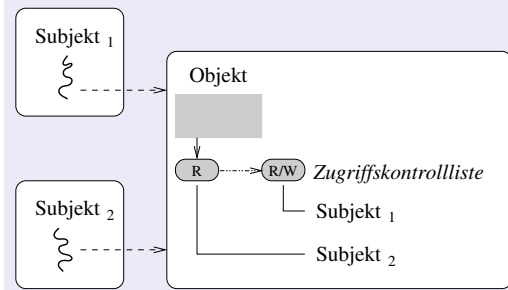 Subjekt 1
Objekt
R R/W Zugriffskontrollliste
Subjekt 1
Subjekt 2
Subjekt 2